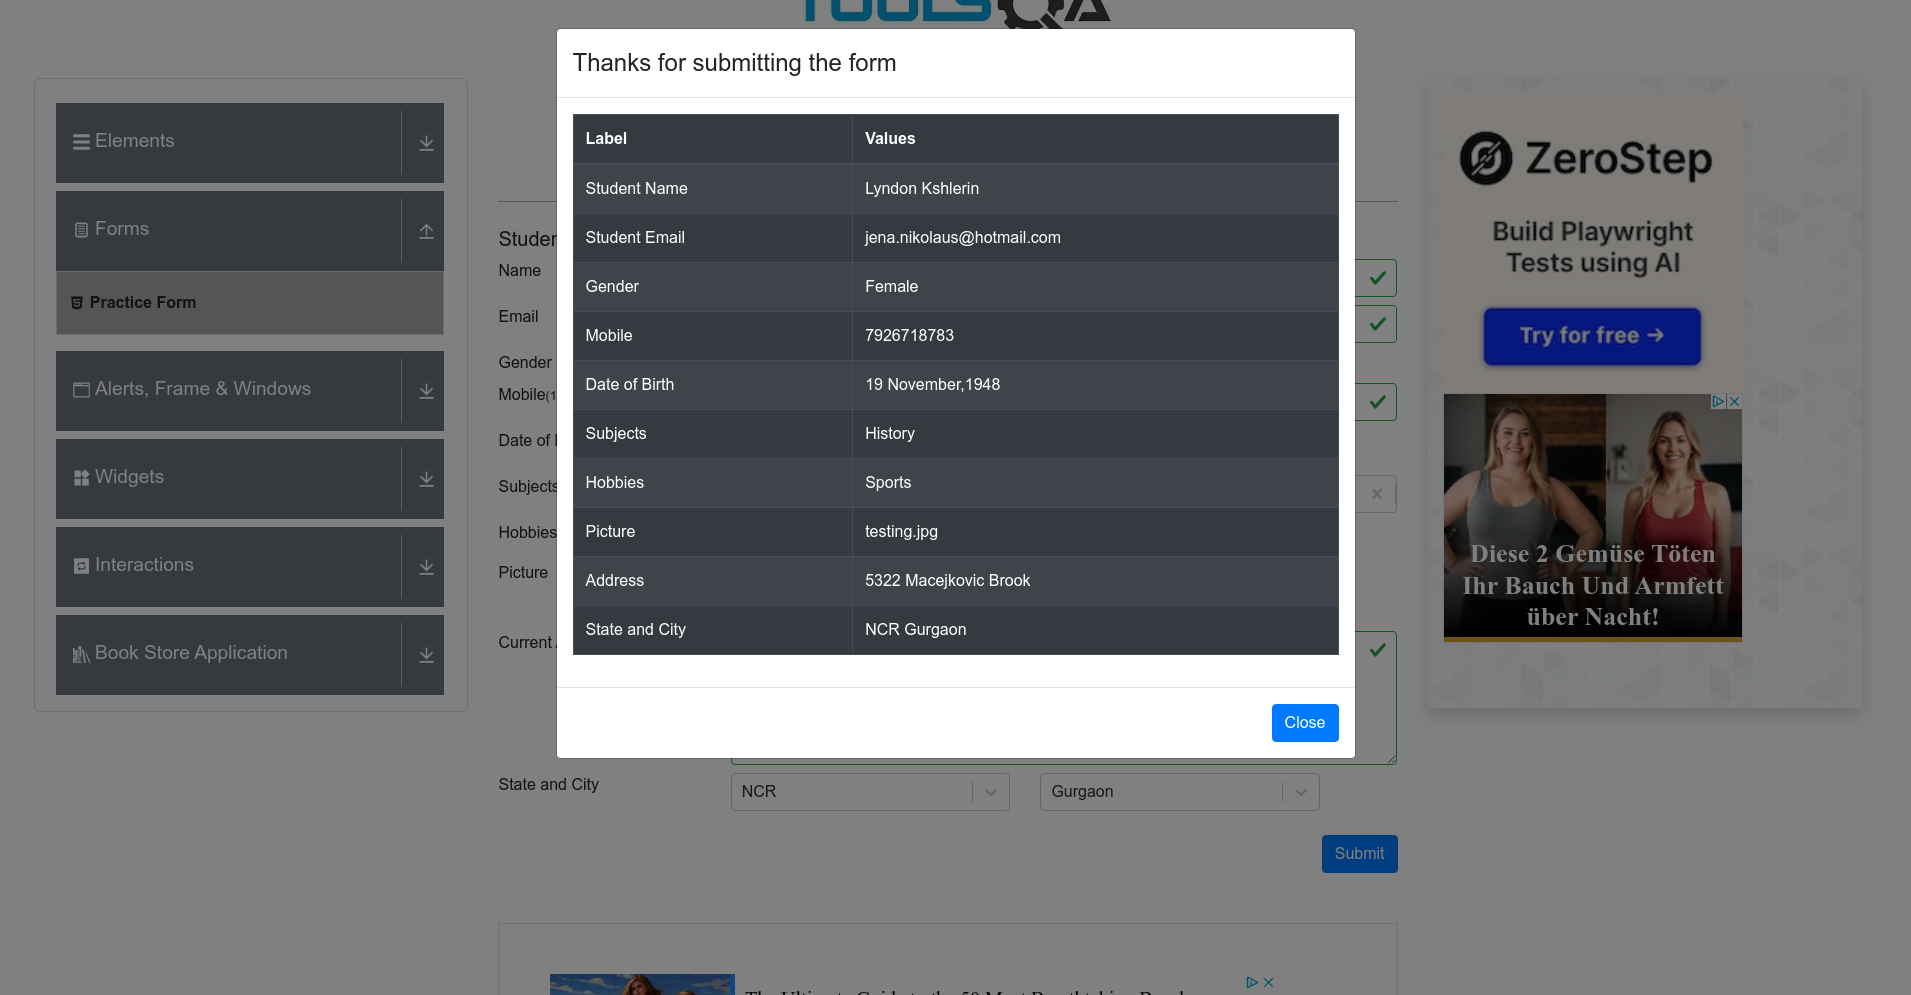 TOOLSQA
Thanks for submitting the form
Label Values
Student Name Lyndon Kshlerin
Student Email jena.nikolaus@hotmail.com
Gender Female
Mobile 7926718783
Date of Birth 19 November,1948
Subjects History
Hobbies Sports
Picture testing.jpg
Address 5322 Macejkovic Brook
State and City NCR Gurgaon
Close
Elements
Forms
Practice Form
Alerts, Frame & Windows
Widgets
Interactions
Book Store Application
Name
Email
Gender
Mobile(1
Date of
Subjects
Hobbies
Picture
Current
State and City
NCR
Gurgaon
Submit
ZeroStep
Build Playwright
Tests using AI
Try for free →
Diese 2 Gemüse Töten
Ihr Bauch Und Armfett
über Nacht!